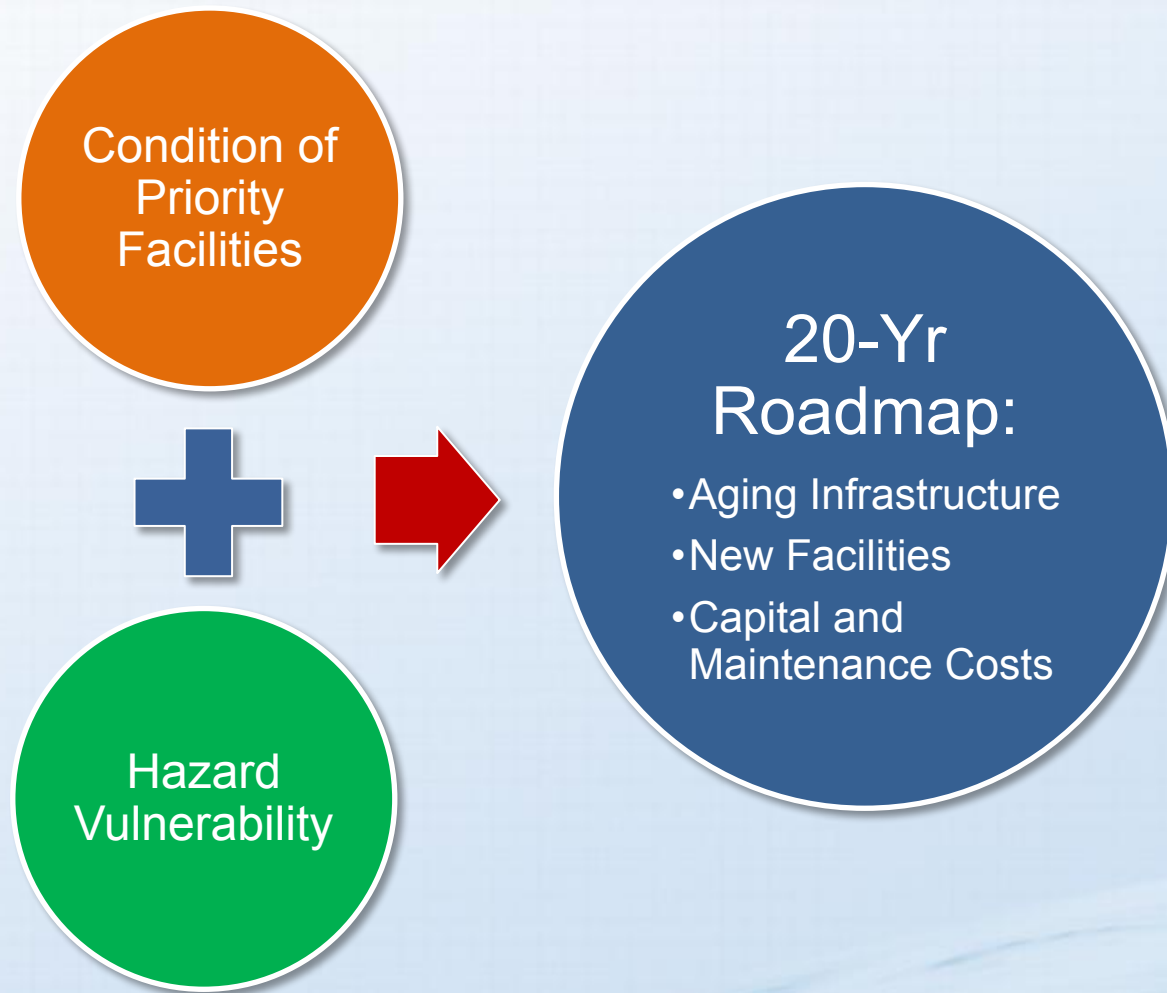 Condition of
Priority
Facilities
Hazard
Vulnerability
20-Yr
Roadmap:
•Aging Infrastructure
•New Facilities
•Capital and
Maintenance Costs